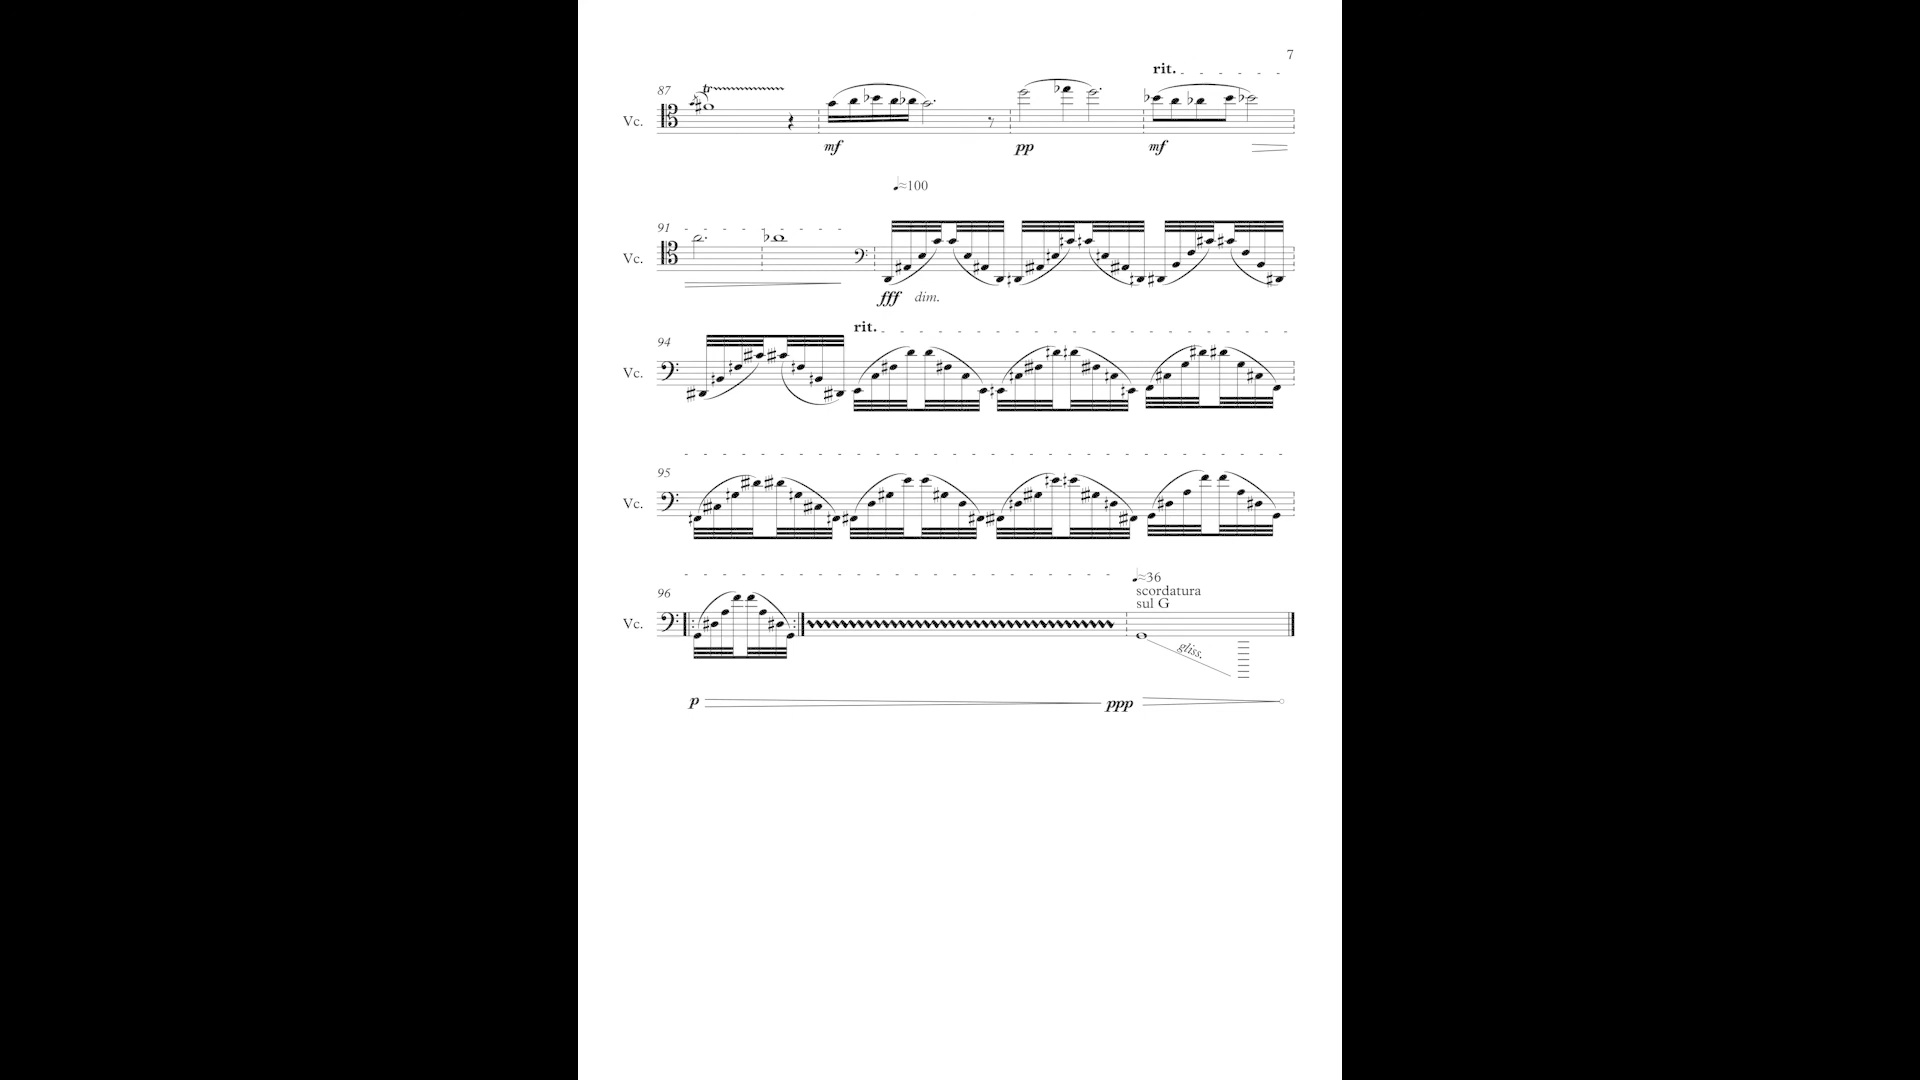 7
rit.
87
tr
Vc.
mf
pp
mf
≈100
91
Vc.
fff dim.
rit.
94
Vc.
95
Vc.
≈36
scordatura
sul G
96
Vc.
gliss.
p
ppp